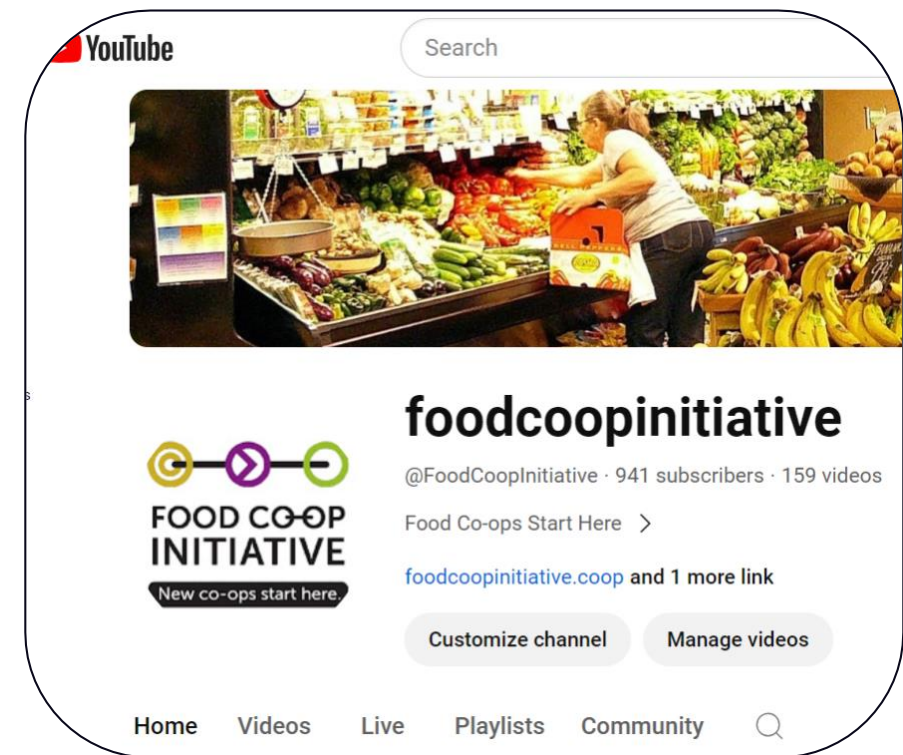 YouTube
Search
foodcoopinitiative
@FoodCoopInitiative · 941 subscribers · 159 videos
Food Co-ops Start Here
foodcoopinitiative.coop and 1 more link
Customize channel
Manage videos
FOOD CO-OP
INITIATIVE
New co-ops start here.
Home
Videos
Live
Playlists
Community